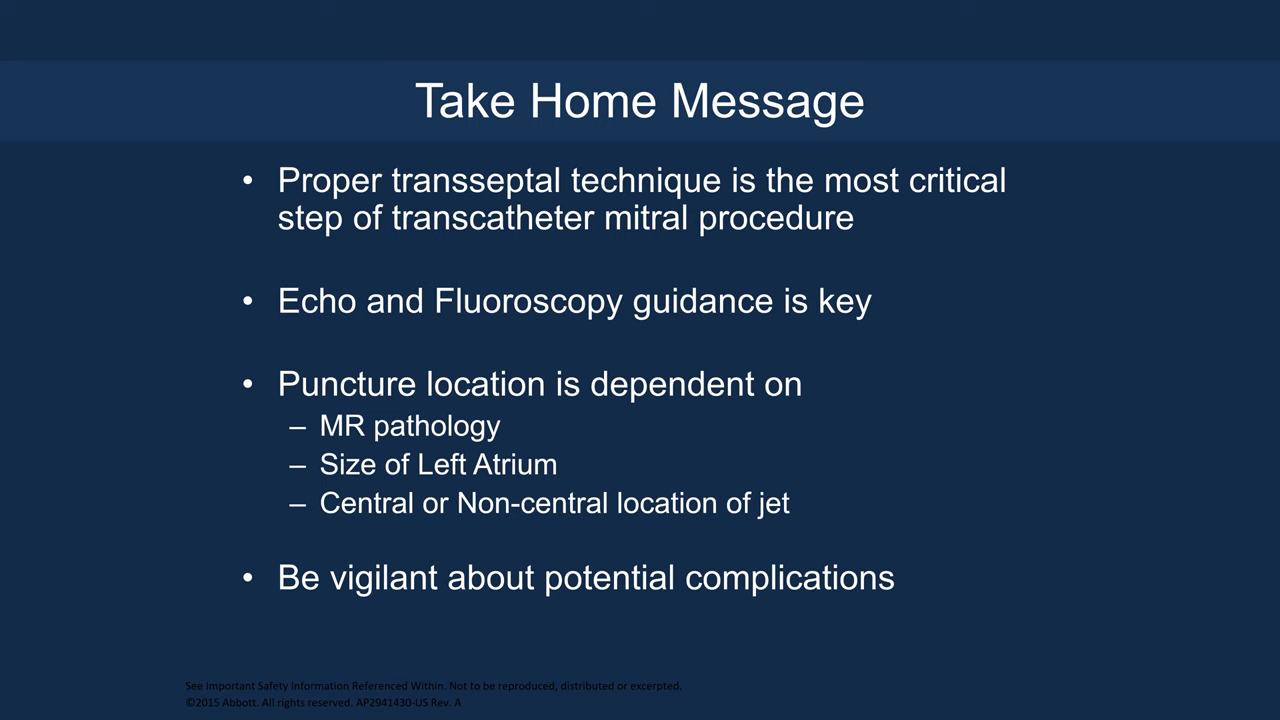 Take Home Message
• Proper transseptal technique is the most critical
step of transcatheter mitral procedure
• Echo and Fluoroscopy guidance is key
• Puncture location is dependent on
– MR pathology
– Size of Left Atrium
– Central or Non-central location of jet
• Be vigilant about potential complications
See Important Safety Information Referenced Within. Not to be reproduced, distributed or excerpted.
©2015 Abbott. All rights reserved. AP2941430-US Rev. A